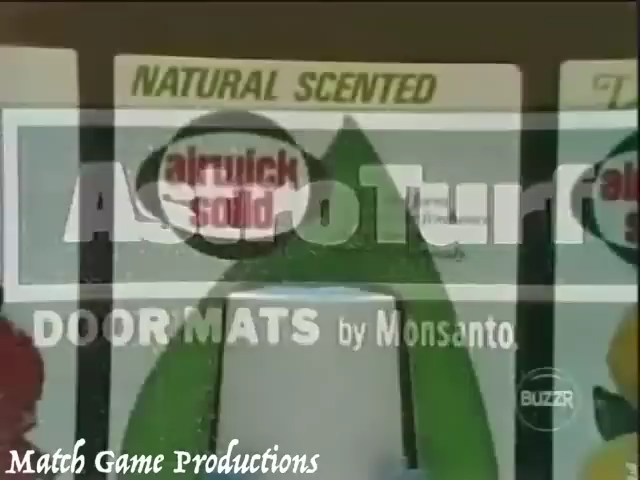 NATURAL SCENTED
airwick
solid
AstroTurf
DOOR MATS by Monsanto
BUZZR
Match Game Productions